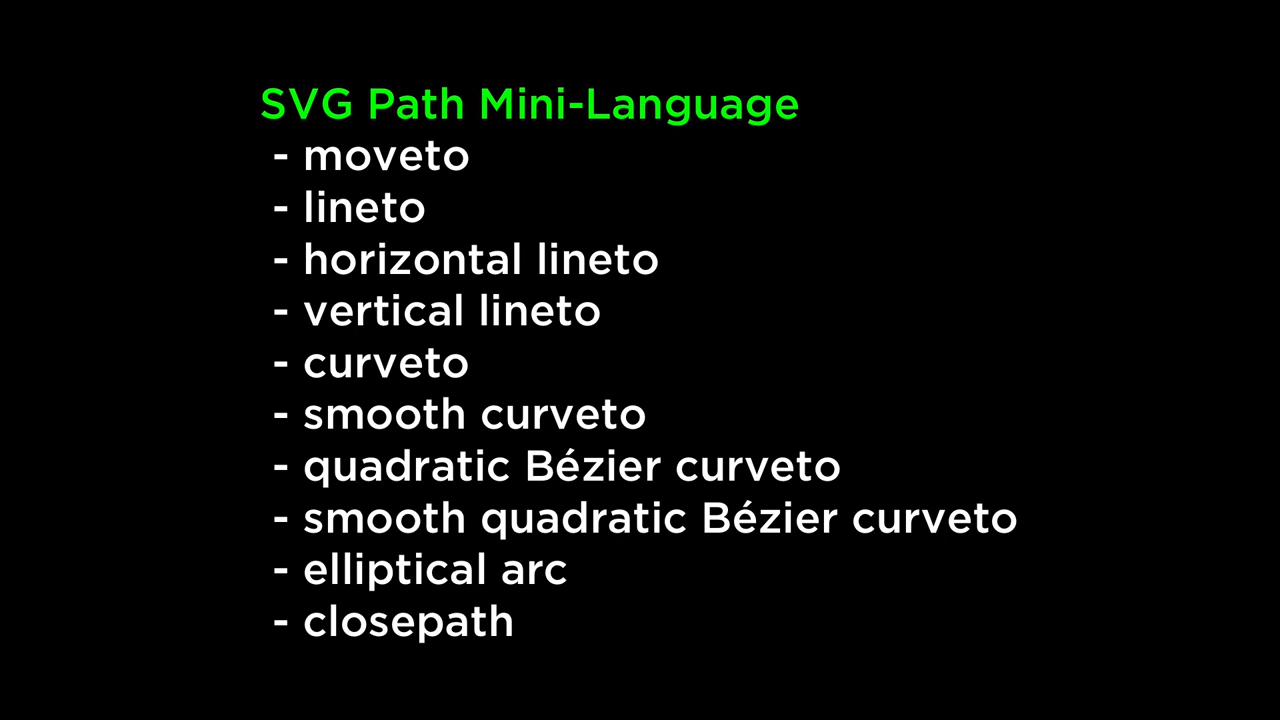 SVG Path Mini-Language
- moveto
- lineto
- horizontal lineto
- vertical lineto
- curveto
- smooth curveto
- quadratic Bézier curveto
- smooth quadratic Bézier curveto
- elliptical arc
- closepath